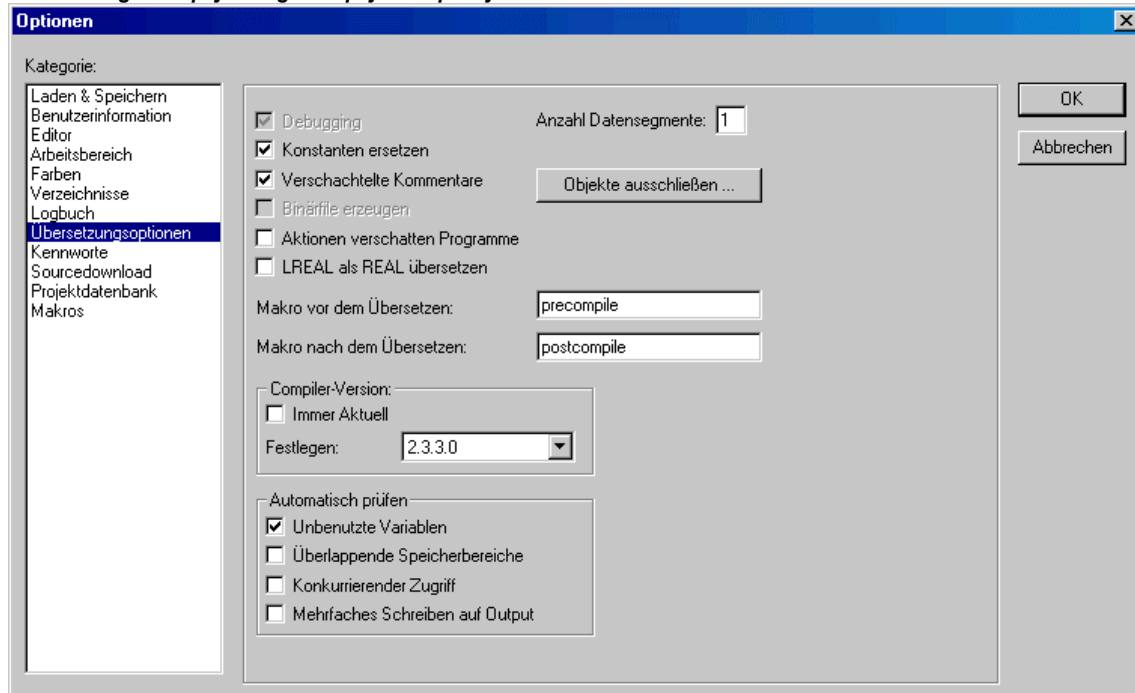 Optionen
Kategorie:
Laden & Speichern
Benutzerinformation
Editor
Arbeitsbereich
Farben
Verzeichnisse
Logbuch
Übersetzungsoptionen
Kennworte
Sourcedownload
Projektdatenbank
Makros
Debugging
Anzahl Datensegmente: 1
Konstanten ersetzen
Verschachtelte Kommentare
Objekte ausschließen ...
Binärfile erzeugen
Aktionen verschatten Programme
LREAL als REAL übersetzen
Makro vor dem Übersetzen: precompile
Makro nach dem Übersetzen: postcompile
Compiler-Version:
Immer Aktuell
Festlegen: 2.3.3.0
Automatisch prüfen
Unbenutzte Variablen
Überlappende Speicherbereiche
Konkurrierender Zugriff
Mehrfaches Schreiben auf Output
OK
Abbrechen